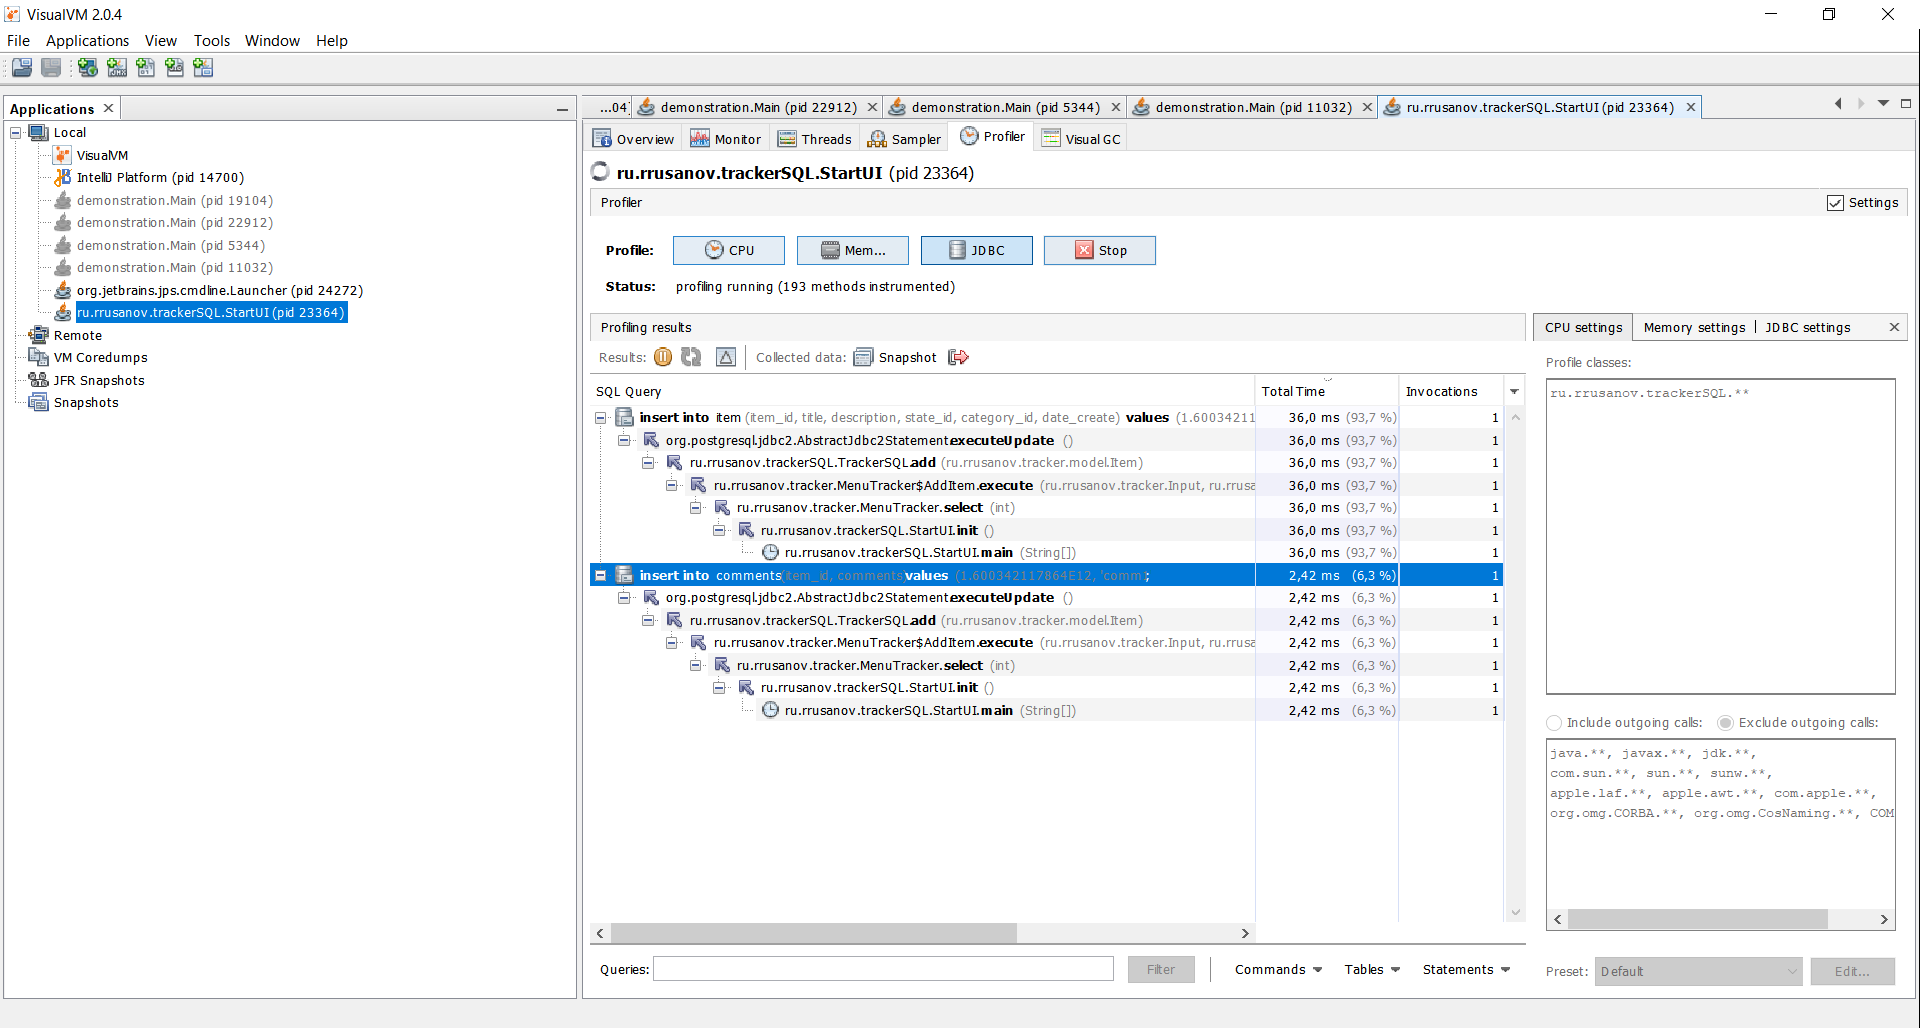 VisualVM 2.0.4
File Applications View Tools Window Help
Applications
Local
VisualVM
IntelliJ Platform (pid 14700)
demonstration.Main (pid 19104)
demonstration.Main (pid 22912)
demonstration.Main (pid 5344)
demonstration.Main (pid 11032)
org.jetbrains.jps.cmdline.Launcher (pid 24272)
ru.rrusanov.trackerSQL.StartUI (pid 23364)
Remote
VM Coredumps
JFR Snapshots
Snapshots
...04) demonstration.Main (pid 22912) demonstration.Main (pid 5344) demonstration.Main (pid 11032) ru.rrusanov.trackerSQL.StartUI (pid 23364)
Overview Monitor Threads Sampler Profiler Visual GC
ru.rrusanov.trackerSQL.StartUI (pid 23364)
Profiler Settings
Profile: CPU Mem... JDBC Stop
Status: profiling running (193 methods instrumented)
Profiling results
Results: Collected data: Snapshot
SQL Query Total Time Invocations
insert into item (item_id, title, description, state_id, category_id, date_create) values (1.60034211 36,0 ms (93,7 %) 1
org.postgresql.jdbc2.AbstractJdbc2Statement.executeUpdate () 36,0 ms (93,7 %) 1
ru.rrusanov.trackerSQL.TrackerSQL.add (ru.rrusanov.tracker.model.Item) 36,0 ms (93,7 %) 1
ru.rrusanov.tracker.MenuTracker$AddItem.execute (ru.rrusanov.tracker.Input, ru.rrusa 36,0 ms (93,7 %) 1
ru.rrusanov.tracker.MenuTracker.select (int) 36,0 ms (93,7 %) 1
ru.rrusanov.trackerSQL.StartUI.init () 36,0 ms (93,7 %) 1
ru.rrusanov.trackerSQL.StartUI.main (String[]) 36,0 ms (93,7 %) 1
insert into comments(item_id, comments)values (1.600342117864E12, 'comm ; 2,42 ms (6,3 %) 1
org.postgresql.jdbc2.AbstractJdbc2Statement.executeUpdate () 2,42 ms (6,3 %) 1
ru.rrusanov.trackerSQL.TrackerSQL.add (ru.rrusanov.tracker.model.Item) 2,42 ms (6,3 %) 1
ru.rrusanov.tracker.MenuTracker$AddItem.execute (ru.rrusanov.tracker.Input, ru.rrusa 2,42 ms (6,3 %) 1
ru.rrusanov.tracker.MenuTracker.select (int) 2,42 ms (6,3 %) 1
ru.rrusanov.trackerSQL.StartUI.init () 2,42 ms (6,3 %) 1
ru.rrusanov.trackerSQL.StartUI.main (String[]) 2,42 ms (6,3 %) 1
Queries: Filter Commands Tables Statements
CPU settings Memory settings JDBC settings
Profile classes:
ru.rrusanov.trackerSQL.**
Include outgoing calls: Exclude outgoing calls:
java.**, javax.**, jdk.**,
com.sun.**, sun.**, sunw.**,
apple.laf.**, apple.awt.**, com.apple.**,
org.omg.CORBA.**, org.omg.CosNaming.**, COM
Preset: Default Edit...